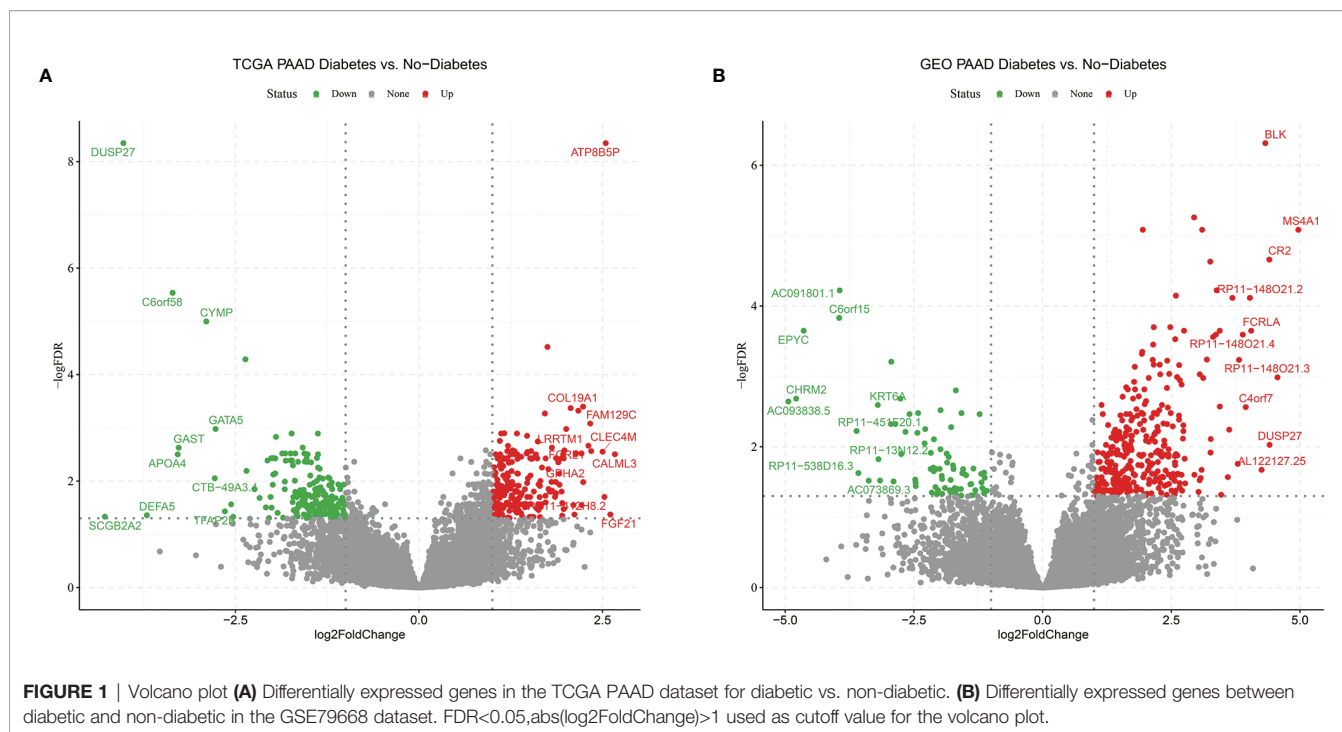 A
TCGA PAAD Diabetes vs. No−Diabetes
Status Down None Up
−logFDR
8
6
4
2
0
DUSP27
ATP8B5P
C6orf58
CYMP
COL19A1
FAM129C
GATA5
GAST
LRRTM1
CLEC4M
APOA4
CALML3
GPHA2
CTB−49A3.1
DEFA5
SCGB2A2
FGF21
−2.5
0.0
2.5
log2FoldChange
B
GEO PAAD Diabetes vs. No−Diabetes
Status Down None Up
−logFDR
6
4
2
0
BLK
MS4A1
CR2
AC091801.1
RP11−148O21.2
C6orf15
FCRLA
EPYC
RP11−148O21.4
RP11−148O21.3
CHRM2
KRT6A
C4orf7
AC093838.5
RP11−451E20.1
DUSP27
RP11−13N12.2
AL122127.25
RP11−538D16.3
AC073869.3
−5.0
−2.5
0.0
2.5
5.0
log2FoldChange
FIGURE 1 | Volcano plot (A) Differentially expressed genes in the TCGA PAAD dataset for diabetic vs. non-diabetic. (B) Differentially expressed genes between
diabetic and non-diabetic in the GSE79668 dataset. FDR<0.05,abs(log2FoldChange)>1 used as cutoff value for the volcano plot.